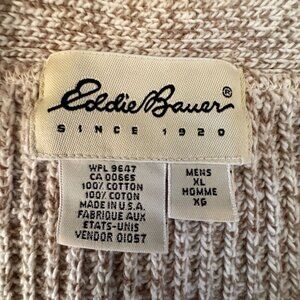 Eddie Bauer®
SINCE 1920
WPL 9647
CA 00665
100% COTTON
100% COTON
MADE IN U.S.A.
FABRIQUE AUX
ETATS-UNIS
VENDOR 01057
MENS
XL
HOMME
XG